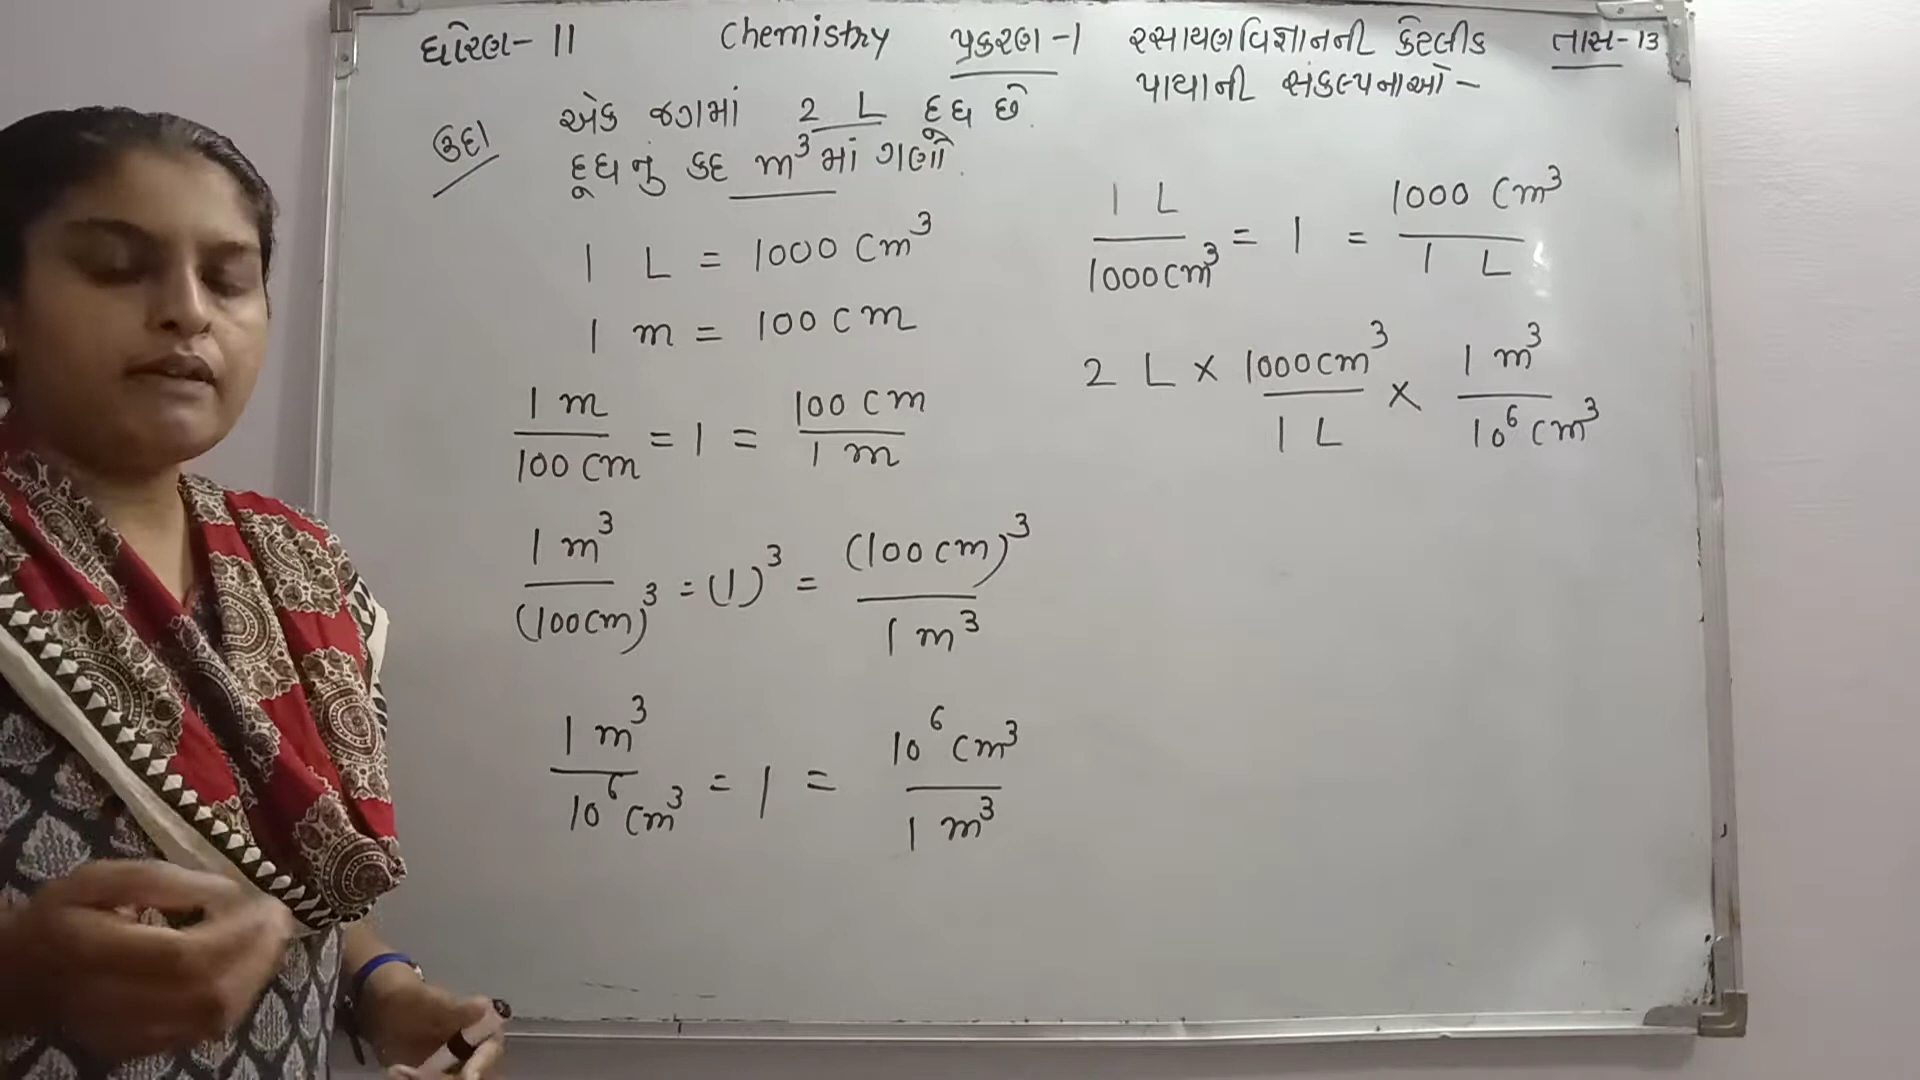 ધોરણ- 11 Chemistry પ્રકરણ-1 રસાયણવિજ્ઞાનની કેટલીક તાસ-13
પાયાની સંકલ્પનાઓ -
ઉદા એક જગમાં 2 L દૂધ છે.
દૂધનું કદ m³માં ગણો.
1 L = 1000 cm³
1 m = 100 cm
1 m / 100 cm = 1 = 100 cm / 1 m
1 m³ / (100cm)³ = (1)³ = (100 cm)³ / 1 m³
1 m³ / 10⁶ cm³ = 1 = 10⁶ cm³ / 1 m³
1 L / 1000 cm³ = 1 = 1000 cm³ / 1 L
2 L × 1000 cm³ / 1 L × 1 m³ / 10⁶ cm³